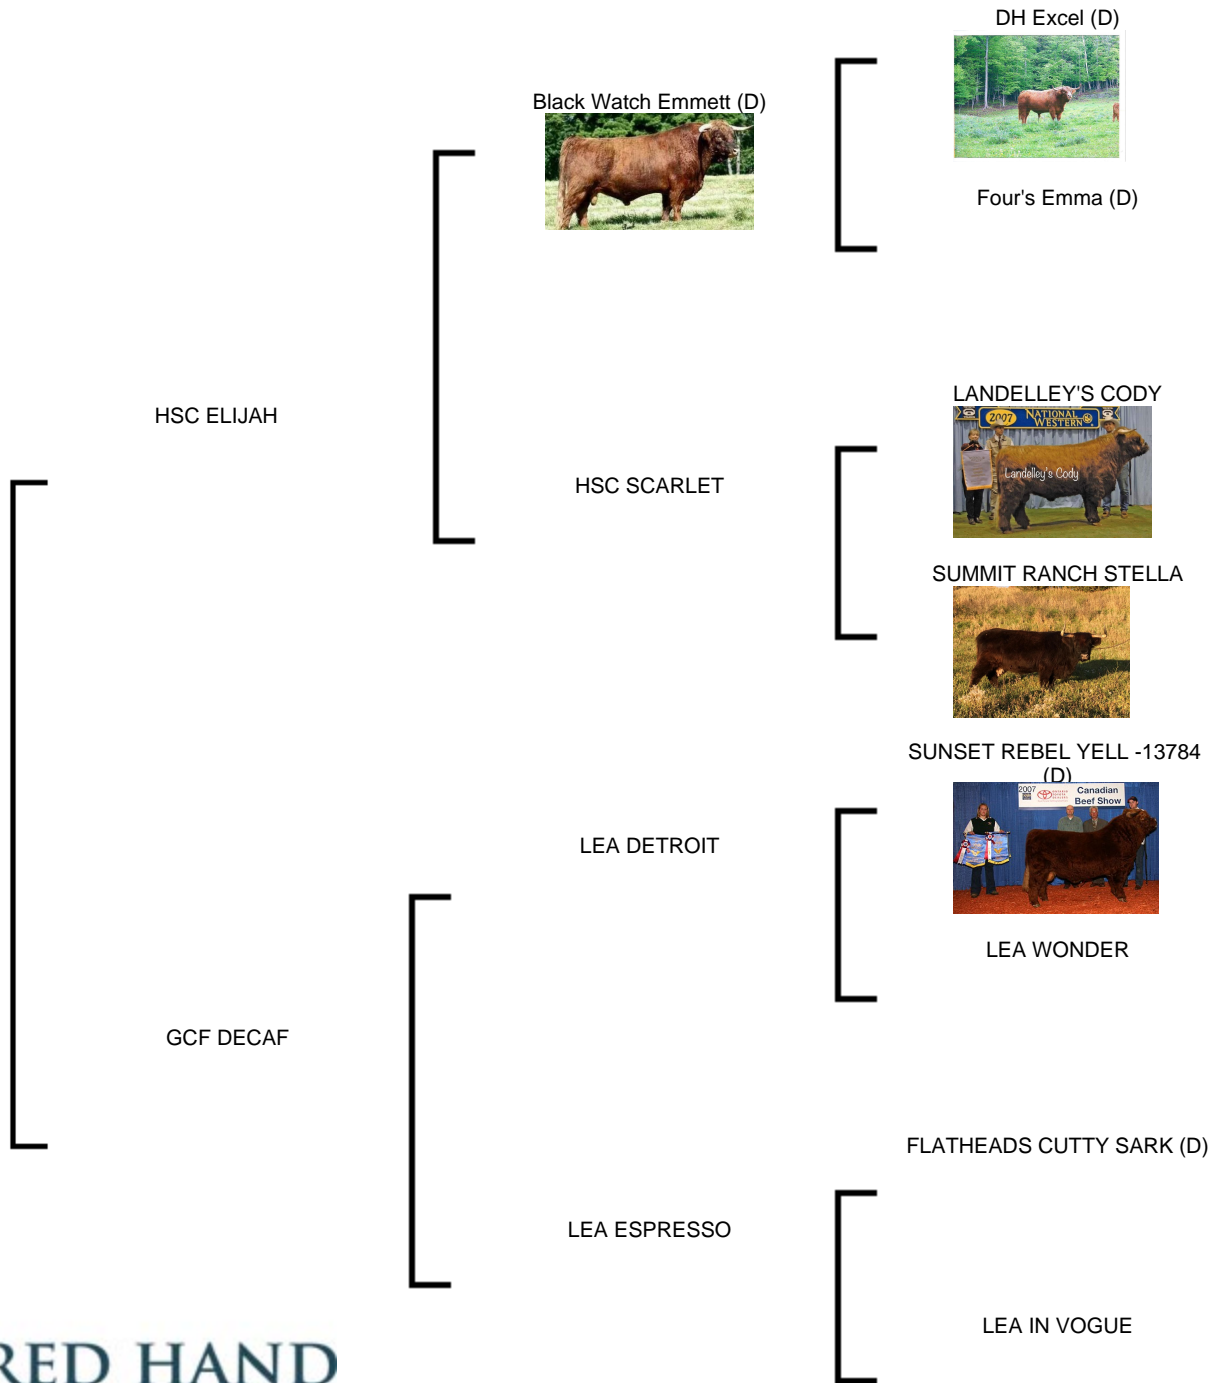 DH Excel (D)
Black Watch Emmett (D)
Four's Emma (D)
HSC ELIJAH
LANDELLEY'S CODY
2007 NATIONAL WESTERN
Landelley's Cody
HSC SCARLET
SUMMIT RANCH STELLA
SUNSET REBEL YELL -13784
(D)
2007
Canadian
Beef Show
LEA DETROIT
LEA WONDER
GCF DECAF
FLATHEADS CUTTY SARK (D)
LEA ESPRESSO
LEA IN VOGUE
RED HAND